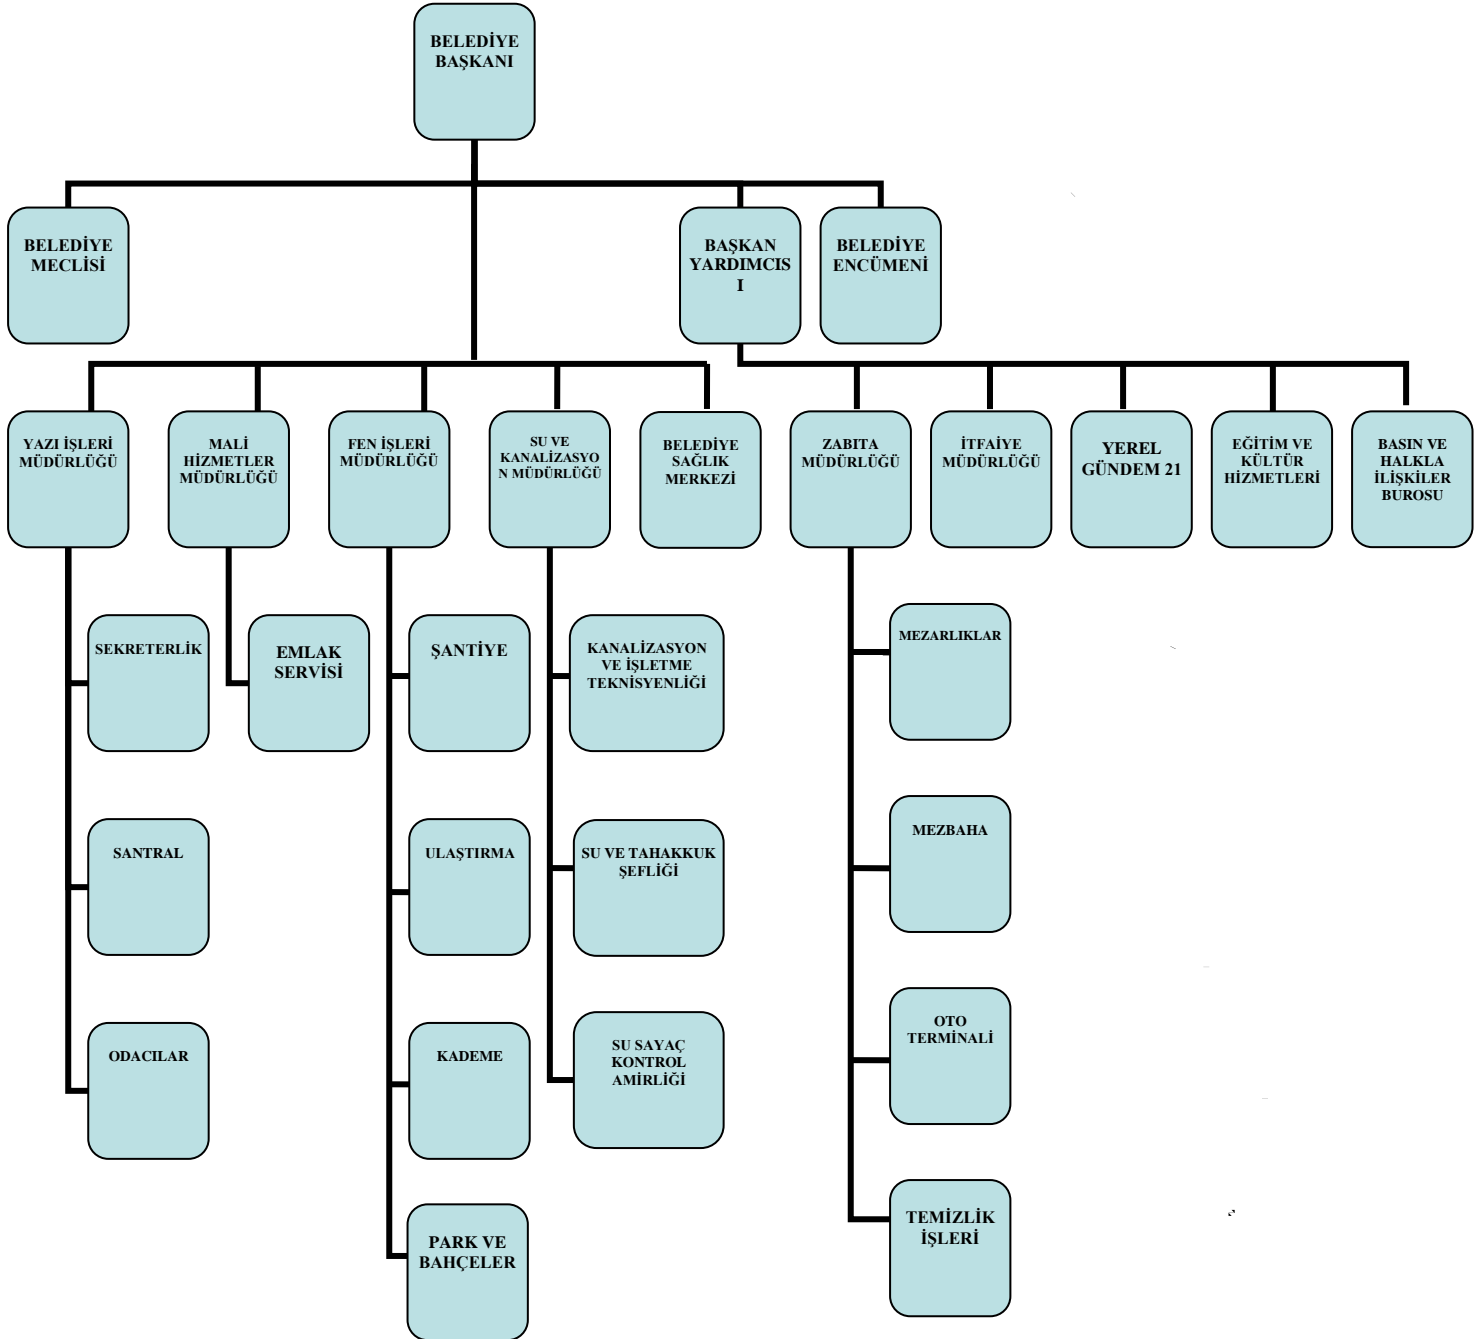 BELEDİYE
BAŞKANI
BELEDİYE
MECLİSİ
BAŞKAN
YARDIMCIS
I
BELEDİYE
ENCÜMENİ
YAZI İŞLERİ
MÜDÜRLÜĞÜ
MALİ
HİZMETLER
MÜDÜRLÜĞÜ
FEN İŞLERİ
MÜDÜRLÜĞÜ
SU VE
KANALİZASYO
N MÜDÜRLÜĞÜ
BELEDİYE
SAĞLIK
MERKEZİ
ZABITA
MÜDÜRLÜĞÜ
İTFAİYE
MÜDÜRLÜĞÜ
YEREL
GÜNDEM 21
EĞİTİM VE
KÜLTÜR
HİZMETLERİ
BASIN VE
HALKLA
İLİŞKİLER
BUROSU
SEKRETERLİK
EMLAK
SERVİSİ
ŞANTİYE
KANALİZASYON
VE İŞLETME
TEKNİSYENLİĞİ
MEZARLIKLAR
SANTRAL
ULAŞTIRMA
SU VE TAHAKKUK
ŞEFLİĞİ
MEZBAHA
ODACILAR
KADEME
SU SAYAÇ
KONTROL
AMİRLİĞİ
OTO
TERMİNALİ
PARK VE
BAHÇELER
TEMİZLİK
İŞLERİ